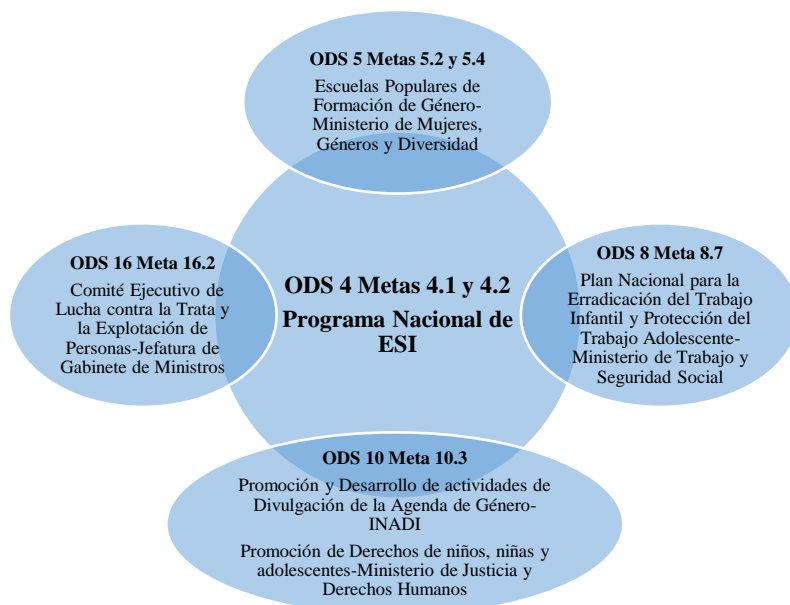 ODS 5 Metas 5.2 y 5.4
Escuelas Populares de
Formación de Género-
Ministerio de Mujeres,
Géneros y Diversidad
ODS 16 Meta 16.2
Comité Ejecutivo de
Lucha contra la Trata y
la Explotación de
Personas-Jefatura de
Gabinete de Ministros
ODS 4 Metas 4.1 y 4.2
Programa Nacional de
ESI
ODS 8 Meta 8.7
Plan Nacional para la
Erradicación del Trabajo
Infantil y Protección del
Trabajo Adolescente-
Ministerio de Trabajo y
Seguridad Social
ODS 10 Meta 10.3
Promoción y Desarrollo de actividades de
Divulgación de la Agenda de Género-
INADI
Promoción de Derechos de niños, niñas y
adolescentes-Ministerio de Justicia y
Derechos Humanos